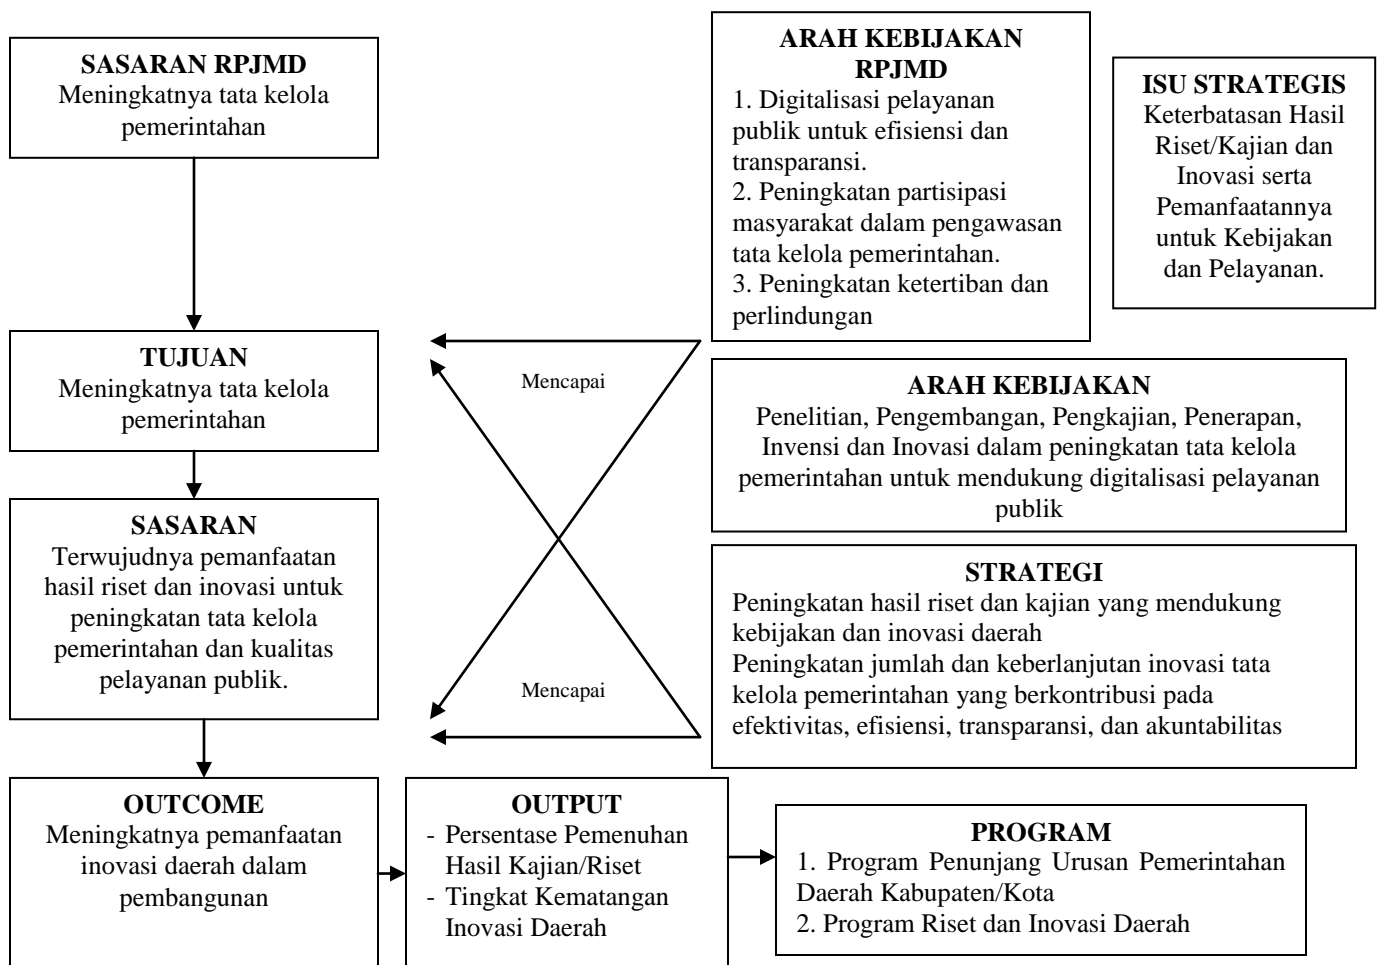 SASARAN RPJMD
Meningkatnya tata kelola
pemerintahan
ARAH KEBIJAKAN
RPJMD
1. Digitalisasi pelayanan
publik untuk efisiensi dan
transparansi.
2. Peningkatan partisipasi
masyarakat dalam pengawasan
tata kelola pemerintahan.
3. Peningkatan ketertiban dan
perlindungan
ISU STRATEGIS
Keterbatasan Hasil
Riset/Kajian dan
Inovasi serta
Pemanfaatannya
untuk Kebijakan
dan Pelayanan.
TUJUAN
Meningkatnya tata kelola
pemerintahan
Mencapai
ARAH KEBIJAKAN
Penelitian, Pengembangan, Pengkajian, Penerapan,
Invensi dan Inovasi dalam peningkatan tata kelola
pemerintahan untuk mendukung digitalisasi pelayanan
publik
SASARAN
Terwujudnya pemanfaatan
hasil riset dan inovasi untuk
peningkatan tata kelola
pemerintahan dan kualitas
pelayanan publik.
Mencapai
STRATEGI
Peningkatan hasil riset dan kajian yang mendukung
kebijakan dan inovasi daerah
Peningkatan jumlah dan keberlanjutan inovasi tata
kelola pemerintahan yang berkontribusi pada
efektivitas, efisiensi, transparansi, dan akuntabilitas
OUTCOME
Meningkatnya pemanfaatan
inovasi daerah dalam
pembangunan
OUTPUT
- Persentase Pemenuhan
Hasil Kajian/Riset
- Tingkat Kematangan
Inovasi Daerah
PROGRAM
1. Program Penunjang Urusan Pemerintahan
Daerah Kabupaten/Kota
2. Program Riset dan Inovasi Daerah